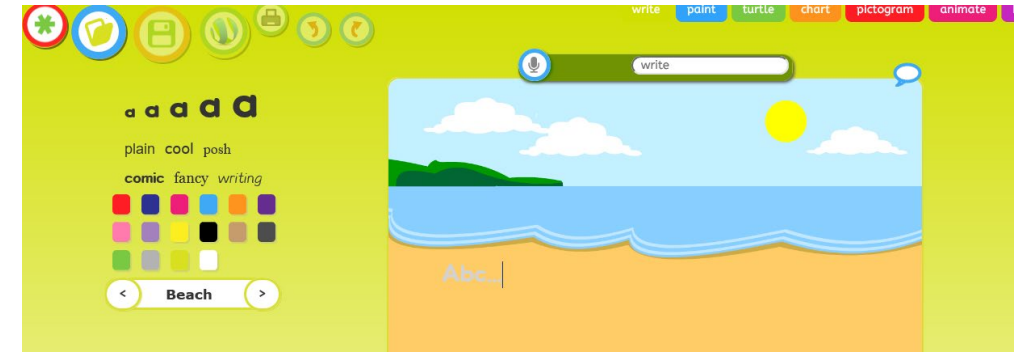 write paint turtle chart pictogram animate
write
a a a a a
plain cool posh
comic fancy writing
Abc...
< Beach >